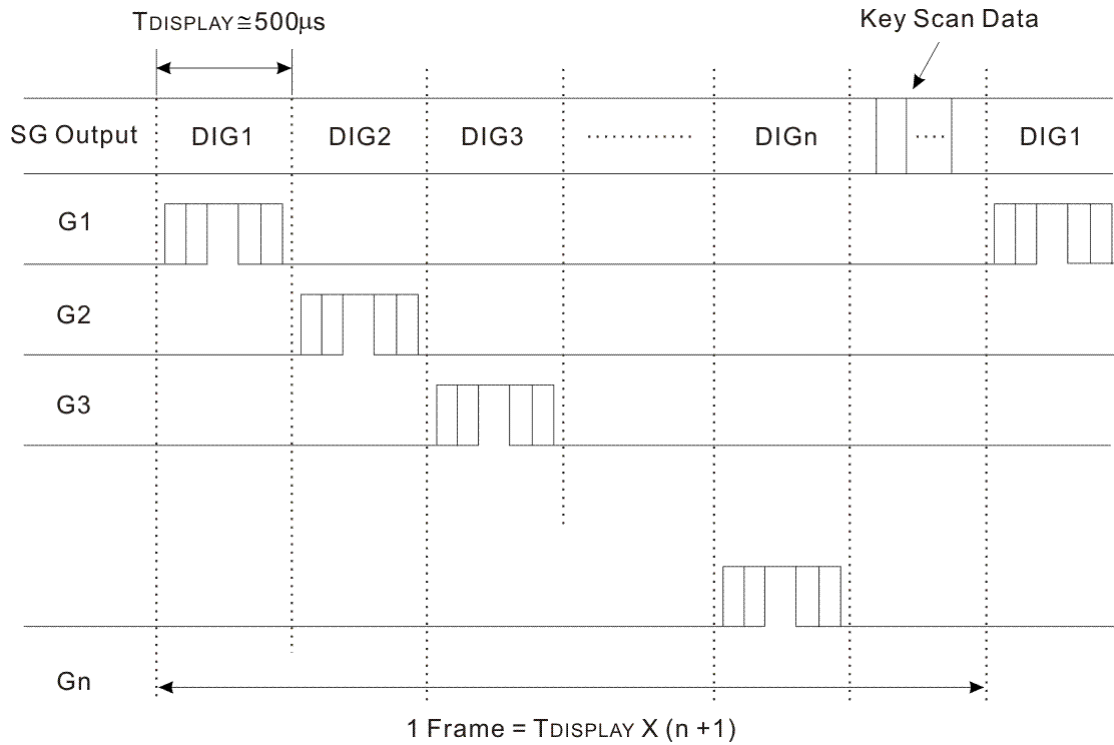 TDISPLAY≅500μs
Key Scan Data
SG Output DIG1 DIG2 DIG3 ·················· DIGn ···· DIG1
G1
G2
G3
Gn
1 Frame = TDISPLAY X (n +1)